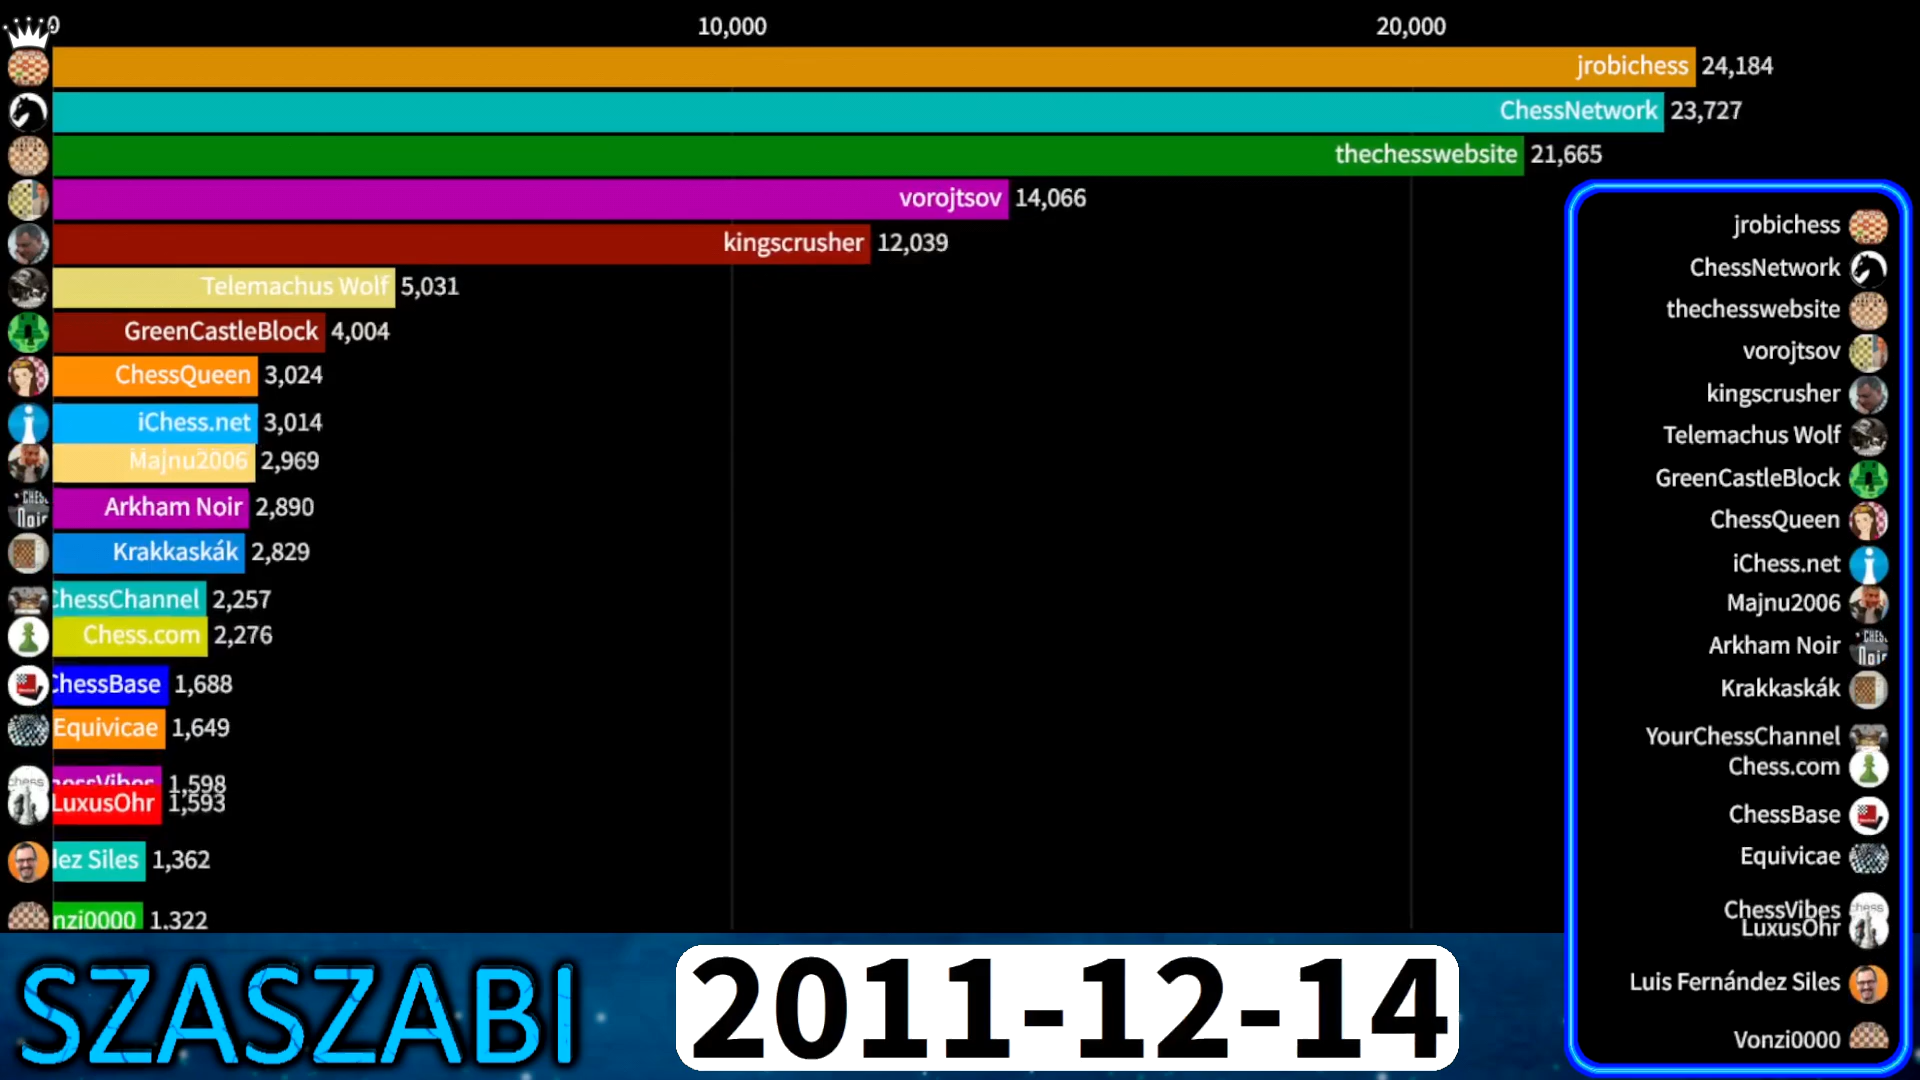 0 10,000 20,000
jrobichess 24,184
ChessNetwork 23,727
thechesswebsite 21,665
vorojtsov 14,066
kingscrusher 12,039
Telemachus Wolf 5,031
GreenCastleBlock 4,004
ChessQueen 3,024
iChess.net 3,014
Majnu2006 2,969
Arkham Noir 2,890
Krakkaskák 2,829
ChessChannel 2,257
Chess.com 2,276
ChessBase 1,688
Equivicae 1,649
essVibes 1,598
LuxusOhr 1,593
lez Siles 1,362
nzi0000 1,322
jrobichess
ChessNetwork
thechesswebsite
vorojtsov
kingscrusher
Telemachus Wolf
GreenCastleBlock
ChessQueen
iChess.net
Majnu2006
Arkham Noir
Krakkaskák
YourChessChannel
Chess.com
ChessBase
Equivicae
ChessVibes
LuxusOhr
Luis Fernández Siles
Vonzi0000
SZASZABI
2011-12-14